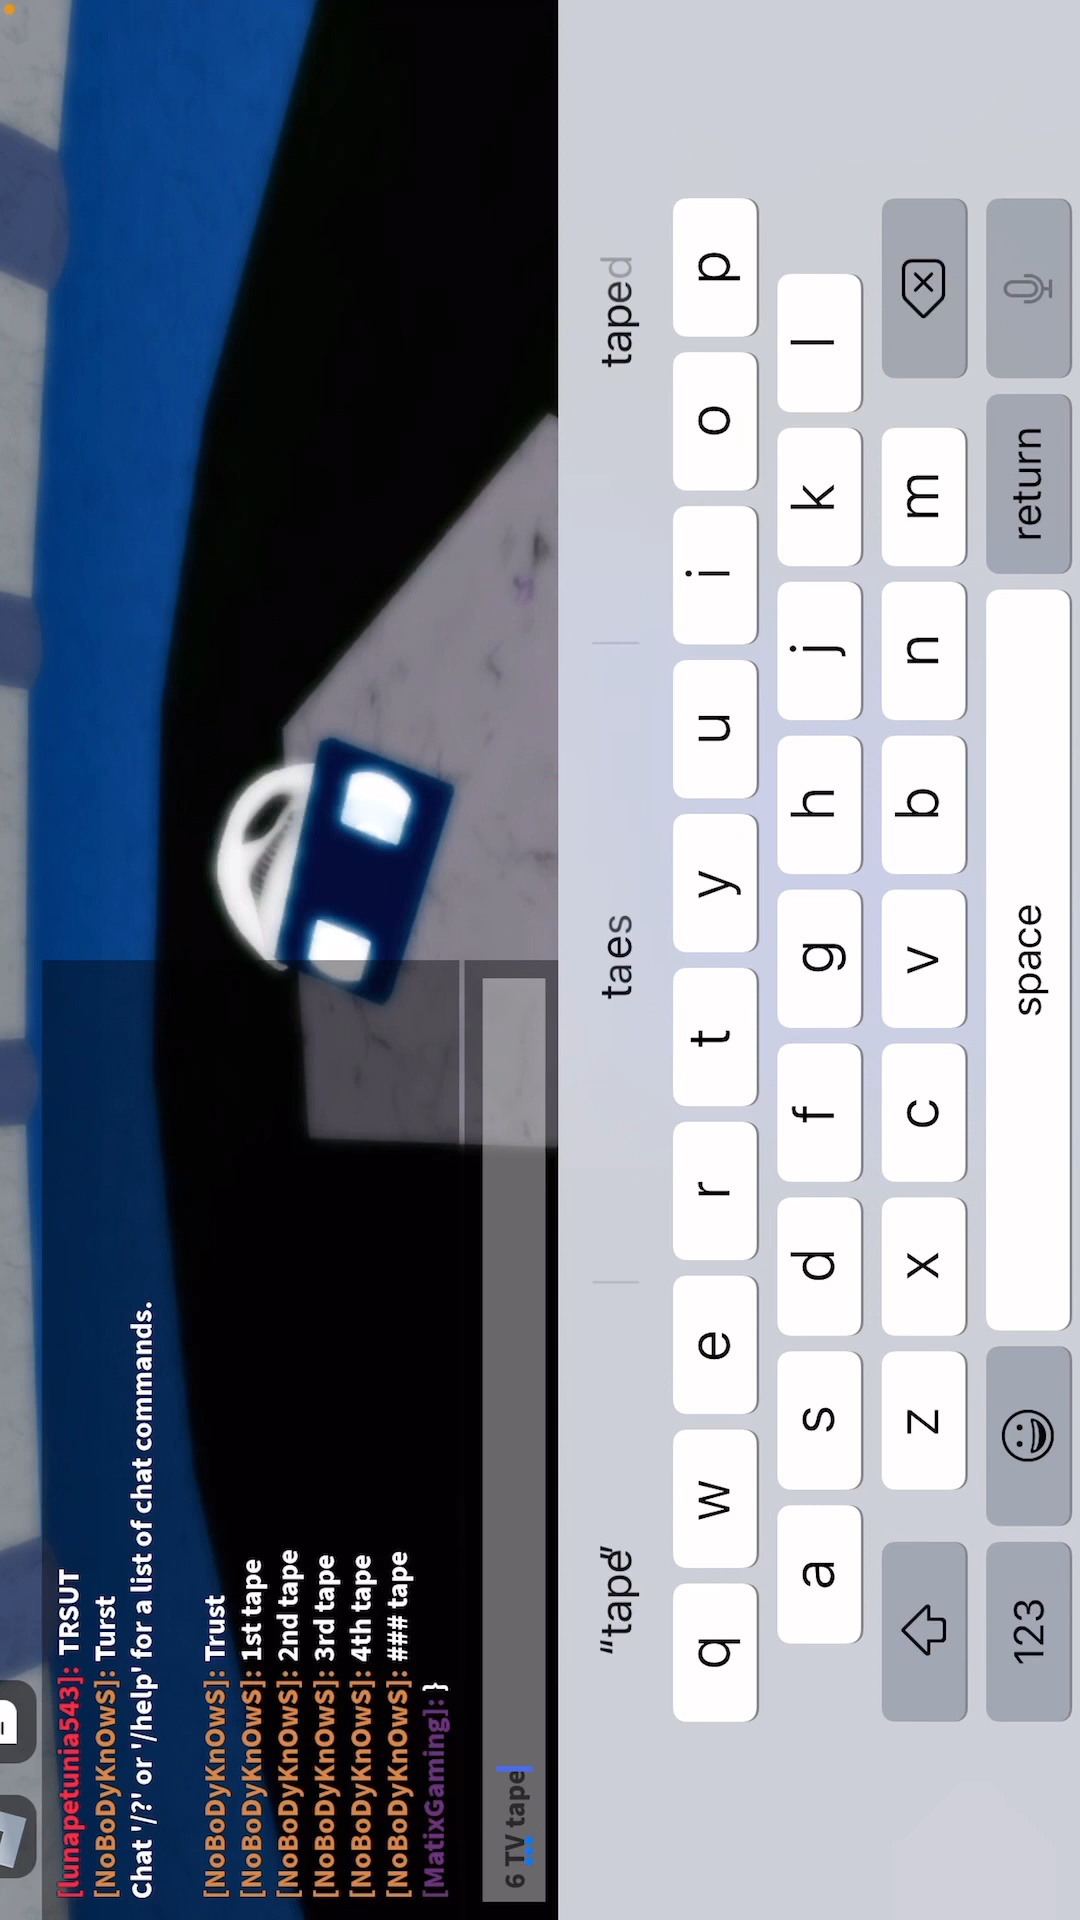 [lunapetunia543]: TRSUT
[NoBoDyKnOwS]: Turst
Chat '/?' or '/help' for a list of chat commands.
[NoBoDyKnOwS]: Trust
[NoBoDyKnOwS]: 1st tape
[NoBoDyKnOwS]: 2nd tape
[NoBoDyKnOwS]: 3rd tape
[NoBoDyKnOwS]: 4th tape
[NoBoDyKnOwS]: ### tape
[MatixGaming]: }
6 TV tape
“tape” taes taped
q w e r t y u i o p
a s d f g h j k l
z x c v b n m
123 space return